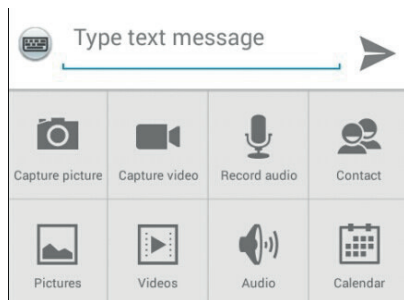 Type text message
Capture picture Capture video Record audio Contact
Pictures Videos Audio Calendar